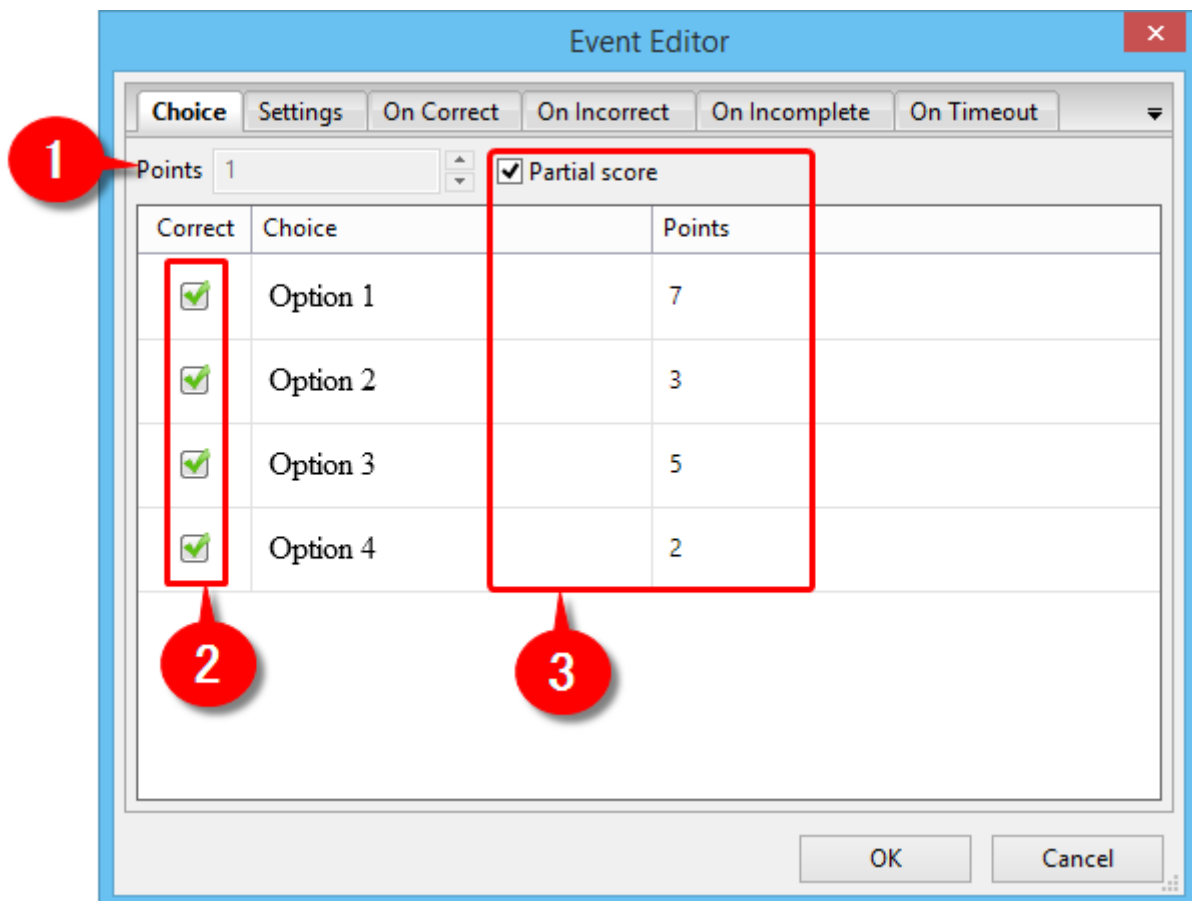 Event Editor
Choice Settings On Correct On Incorrect On Incomplete On Timeout
1
Points 1 Partial score
Correct Choice Points
Option 1 7
Option 2 3
Option 3 5
Option 4 2
2 3
OK Cancel